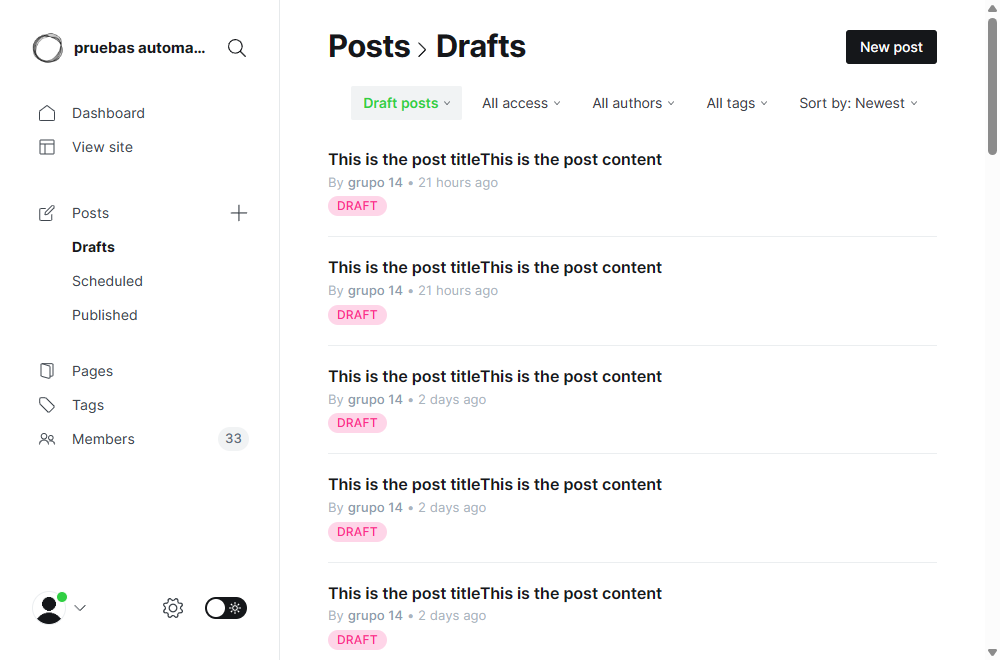 pruebas automa...
Dashboard
View site
Posts
Drafts
Scheduled
Published
Pages
Tags
Members 33
Posts > Drafts
New post
Draft posts All access All authors All tags Sort by: Newest
This is the post titleThis is the post content
By grupo 14 • 21 hours ago
DRAFT
This is the post titleThis is the post content
By grupo 14 • 21 hours ago
DRAFT
This is the post titleThis is the post content
By grupo 14 • 2 days ago
DRAFT
This is the post titleThis is the post content
By grupo 14 • 2 days ago
DRAFT
This is the post titleThis is the post content
By grupo 14 • 2 days ago
DRAFT